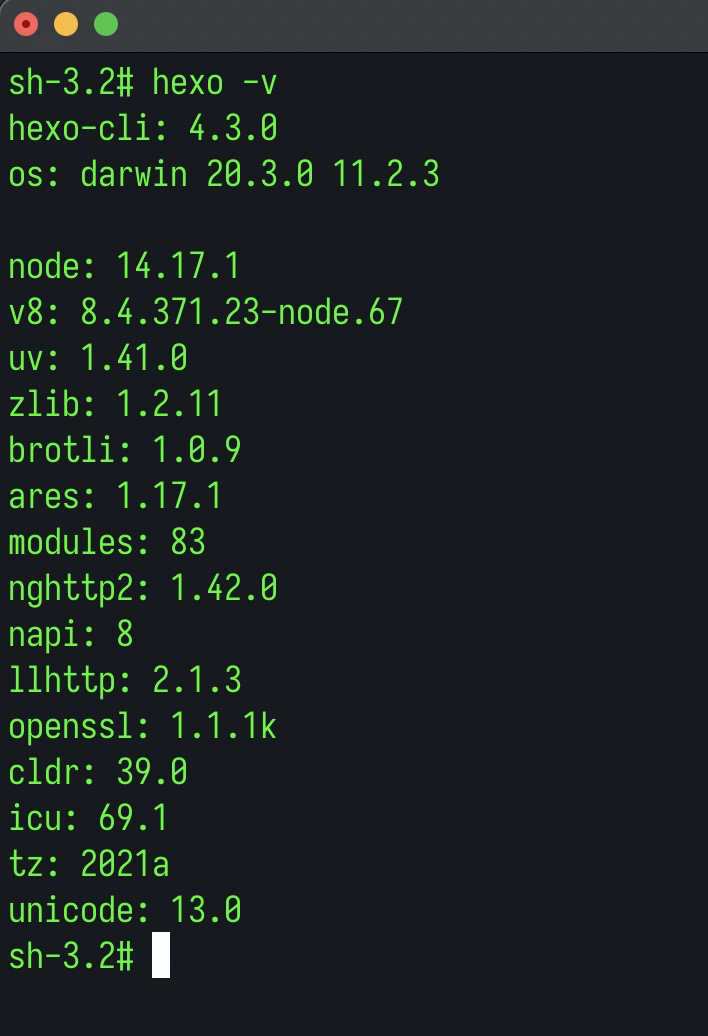 sh-3.2# hexo -v
hexo-cli: 4.3.0
os: darwin 20.3.0 11.2.3

node: 14.17.1
v8: 8.4.371.23-node.67
uv: 1.41.0
zlib: 1.2.11
brotli: 1.0.9
ares: 1.17.1
modules: 83
nghttp2: 1.42.0
napi: 8
llhttp: 2.1.3
openssl: 1.1.1k
cldr: 39.0
icu: 69.1
tz: 2021a
unicode: 13.0
sh-3.2#